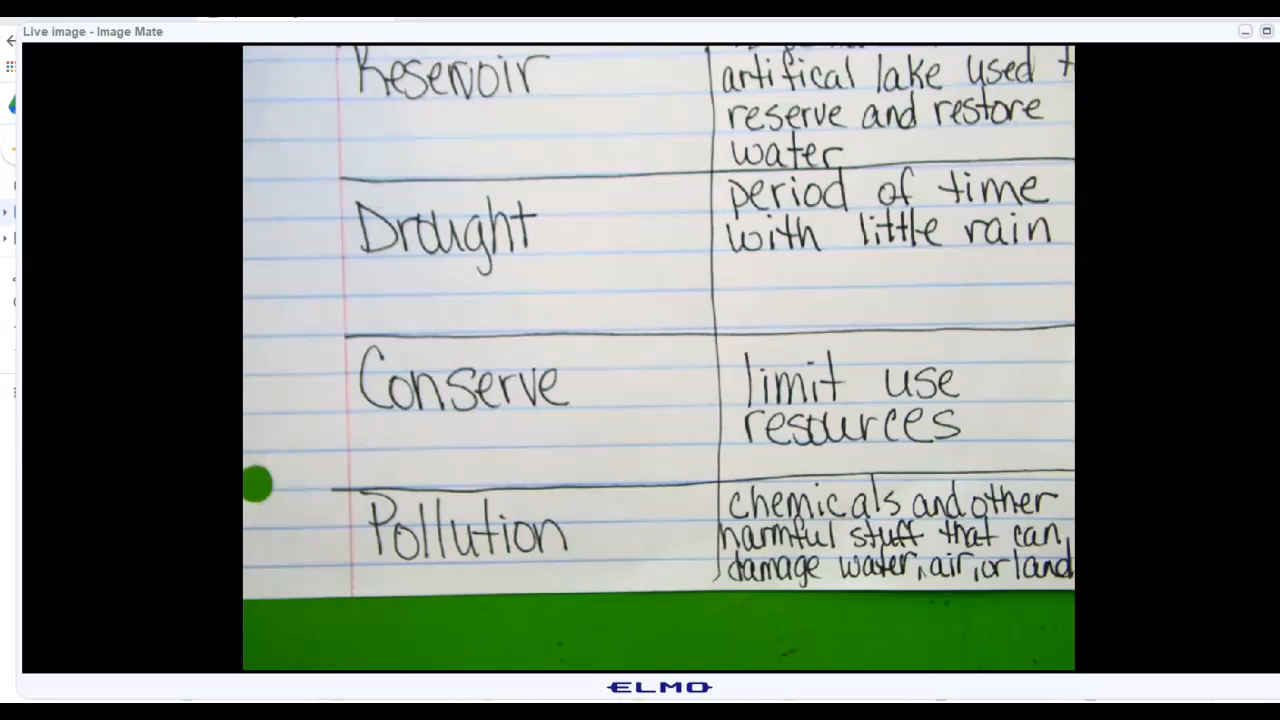 Live image - Image Mate
Reservoir
artifical lake used
reserve and restore
water
Drought
period of time
with little rain
Conserve
limit use
resources
Pollution
chemicals and other
harmful stuff that can
damage water, air, or land
ELMO